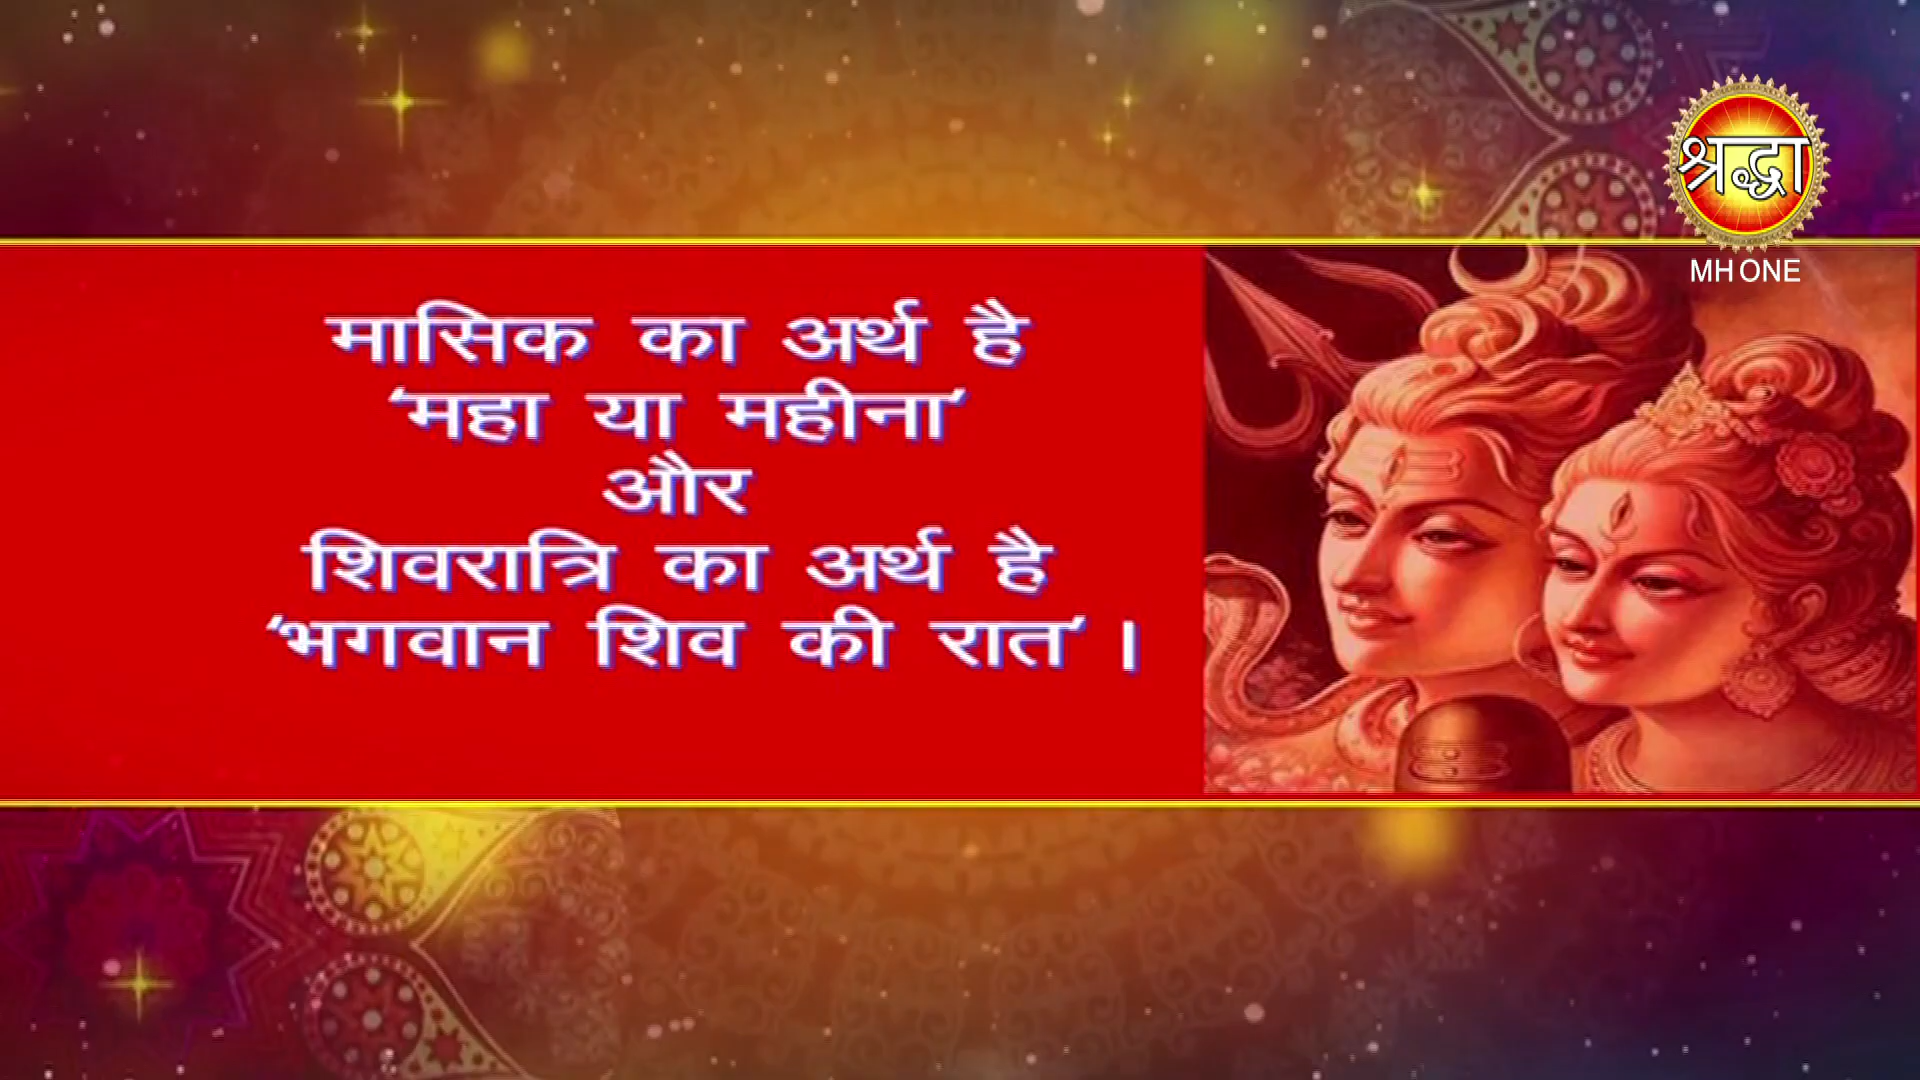 श्रद्धा
MH ONE
मासिक का अर्थ है
‘महा या महीना’
और
शिवरात्रि का अर्थ है
‘भगवान शिव की रात’ ।